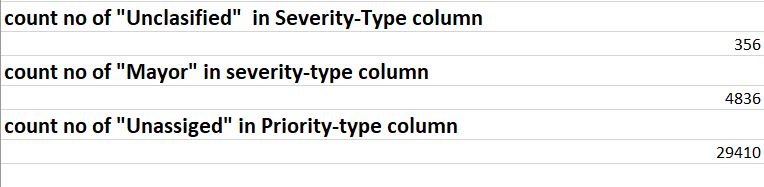 count no of "Unclasified"  in Severity-Type column
356
count no of "Mayor" in severity-type column
4836
count no of "Unassiged" in Priority-type column
29410